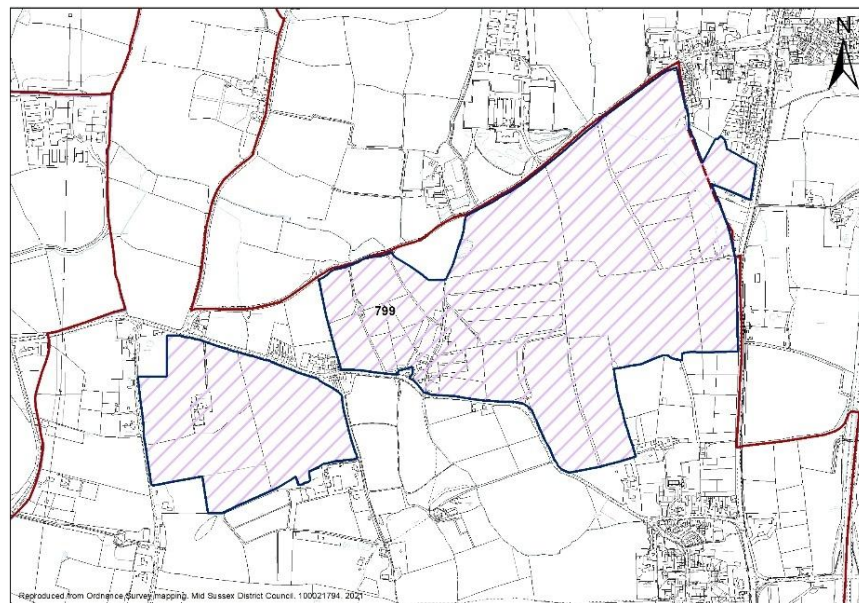 N
799
Reproduced from Ordnance Survey mapping. Mid Sussex District Council. 100021794. 2021